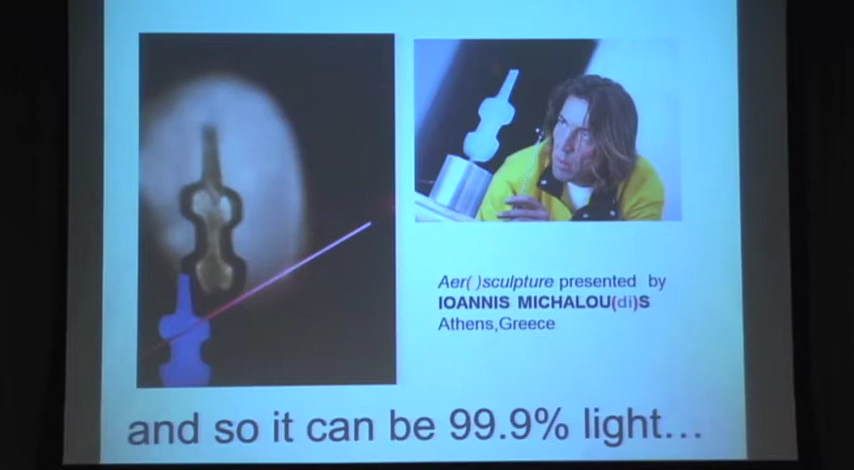 Aer( )sculpture presented by
IOANNIS MICHALOU(di)S
Athens,Greece
and so it can be 99.9% light...